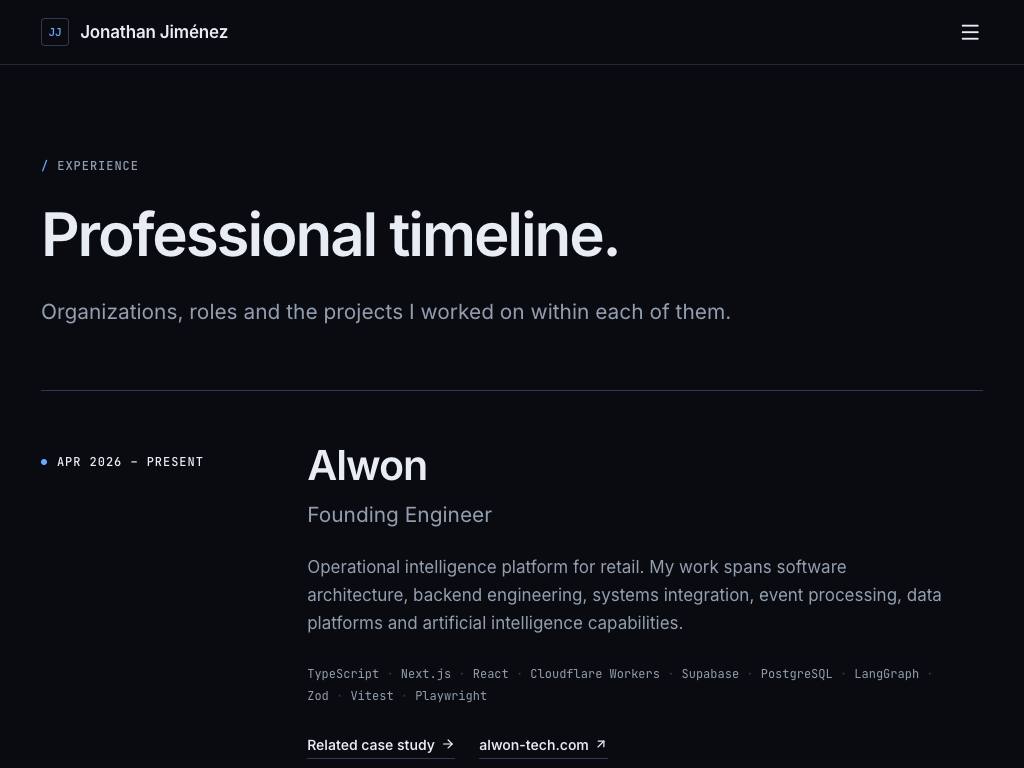 JJ Jonathan Jiménez
/ EXPERIENCE
Professional timeline.
Organizations, roles and the projects I worked on within each of them.
APR 2026 – PRESENT
Alwon
Founding Engineer
Operational intelligence platform for retail. My work spans software
architecture, backend engineering, systems integration, event processing, data
platforms and artificial intelligence capabilities.
TypeScript · Next.js · React · Cloudflare Workers · Supabase · PostgreSQL · LangGraph ·
Zod · Vitest · Playwright
Related case study → alwon-tech.com ↗